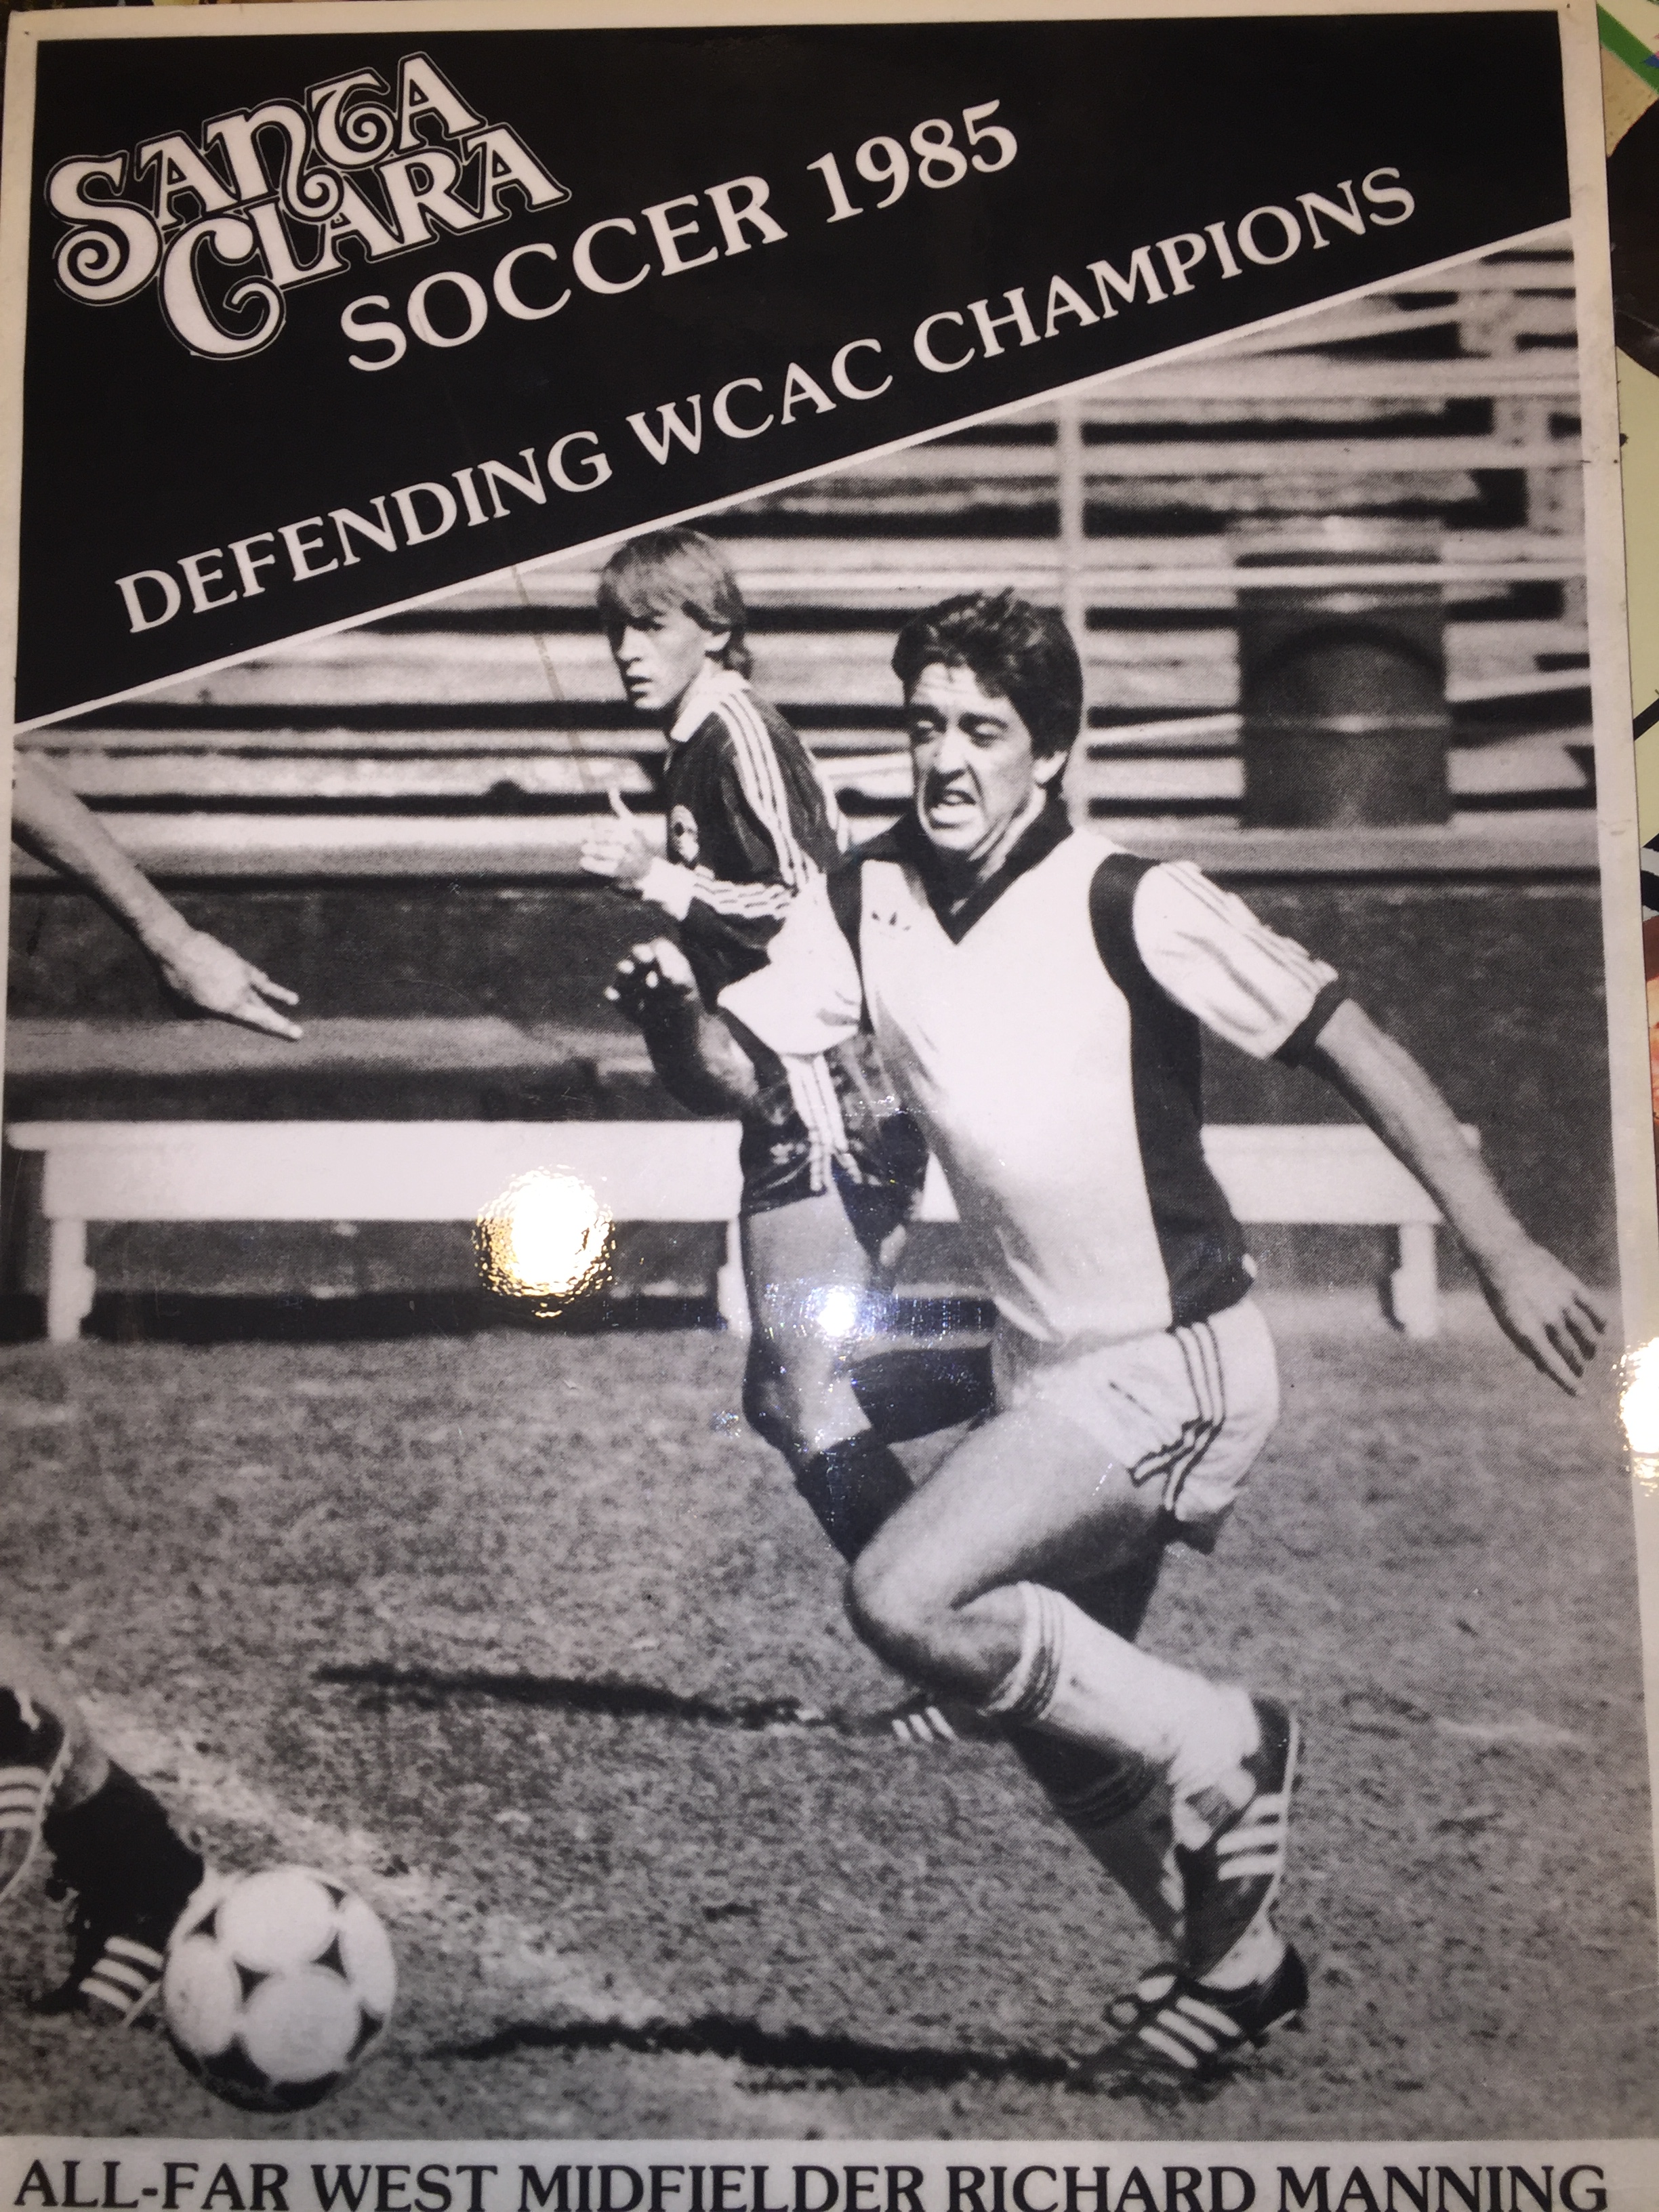 SANTA
CLARA
SOCCER 1985
DEFENDING WCAC CHAMPIONS
ALL-FAR WEST MIDFIELDER RICHARD MANNING